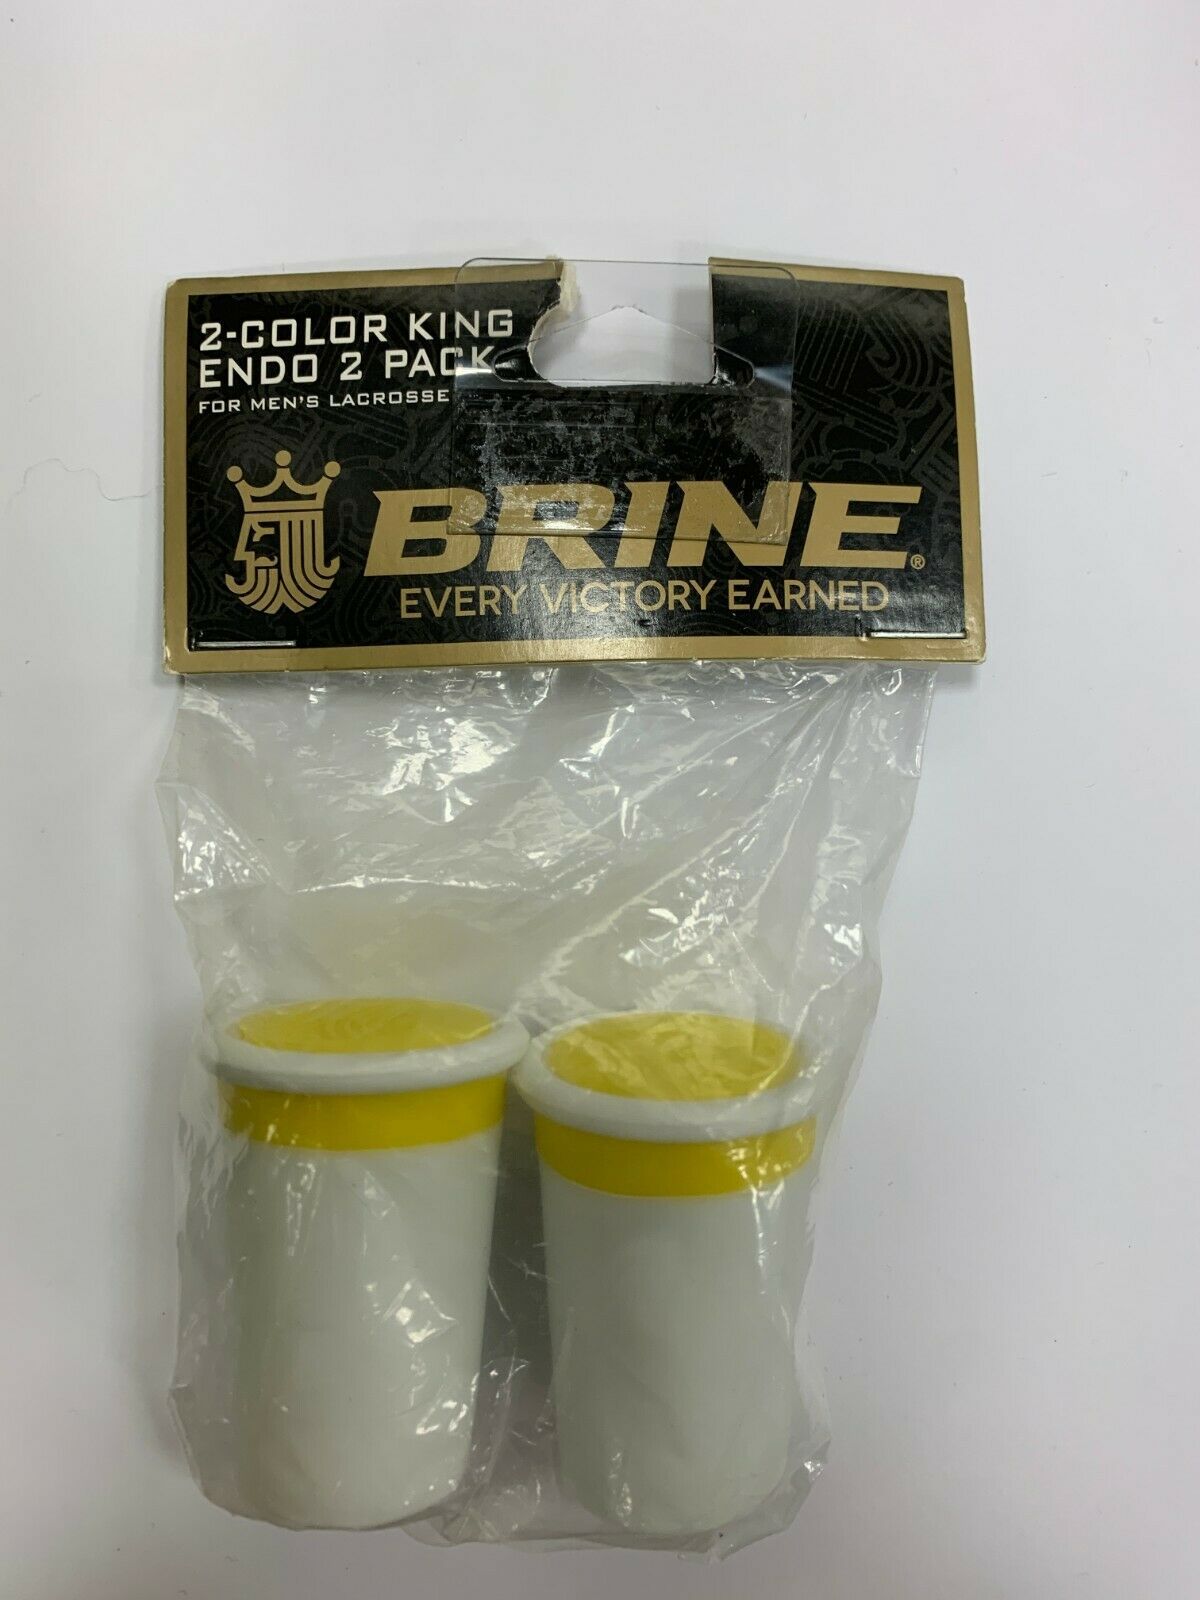 2-COLOR KING
ENDO 2 PACK
FOR MEN'S LACROSSE
BRINE®
EVERY VICTORY EARNED